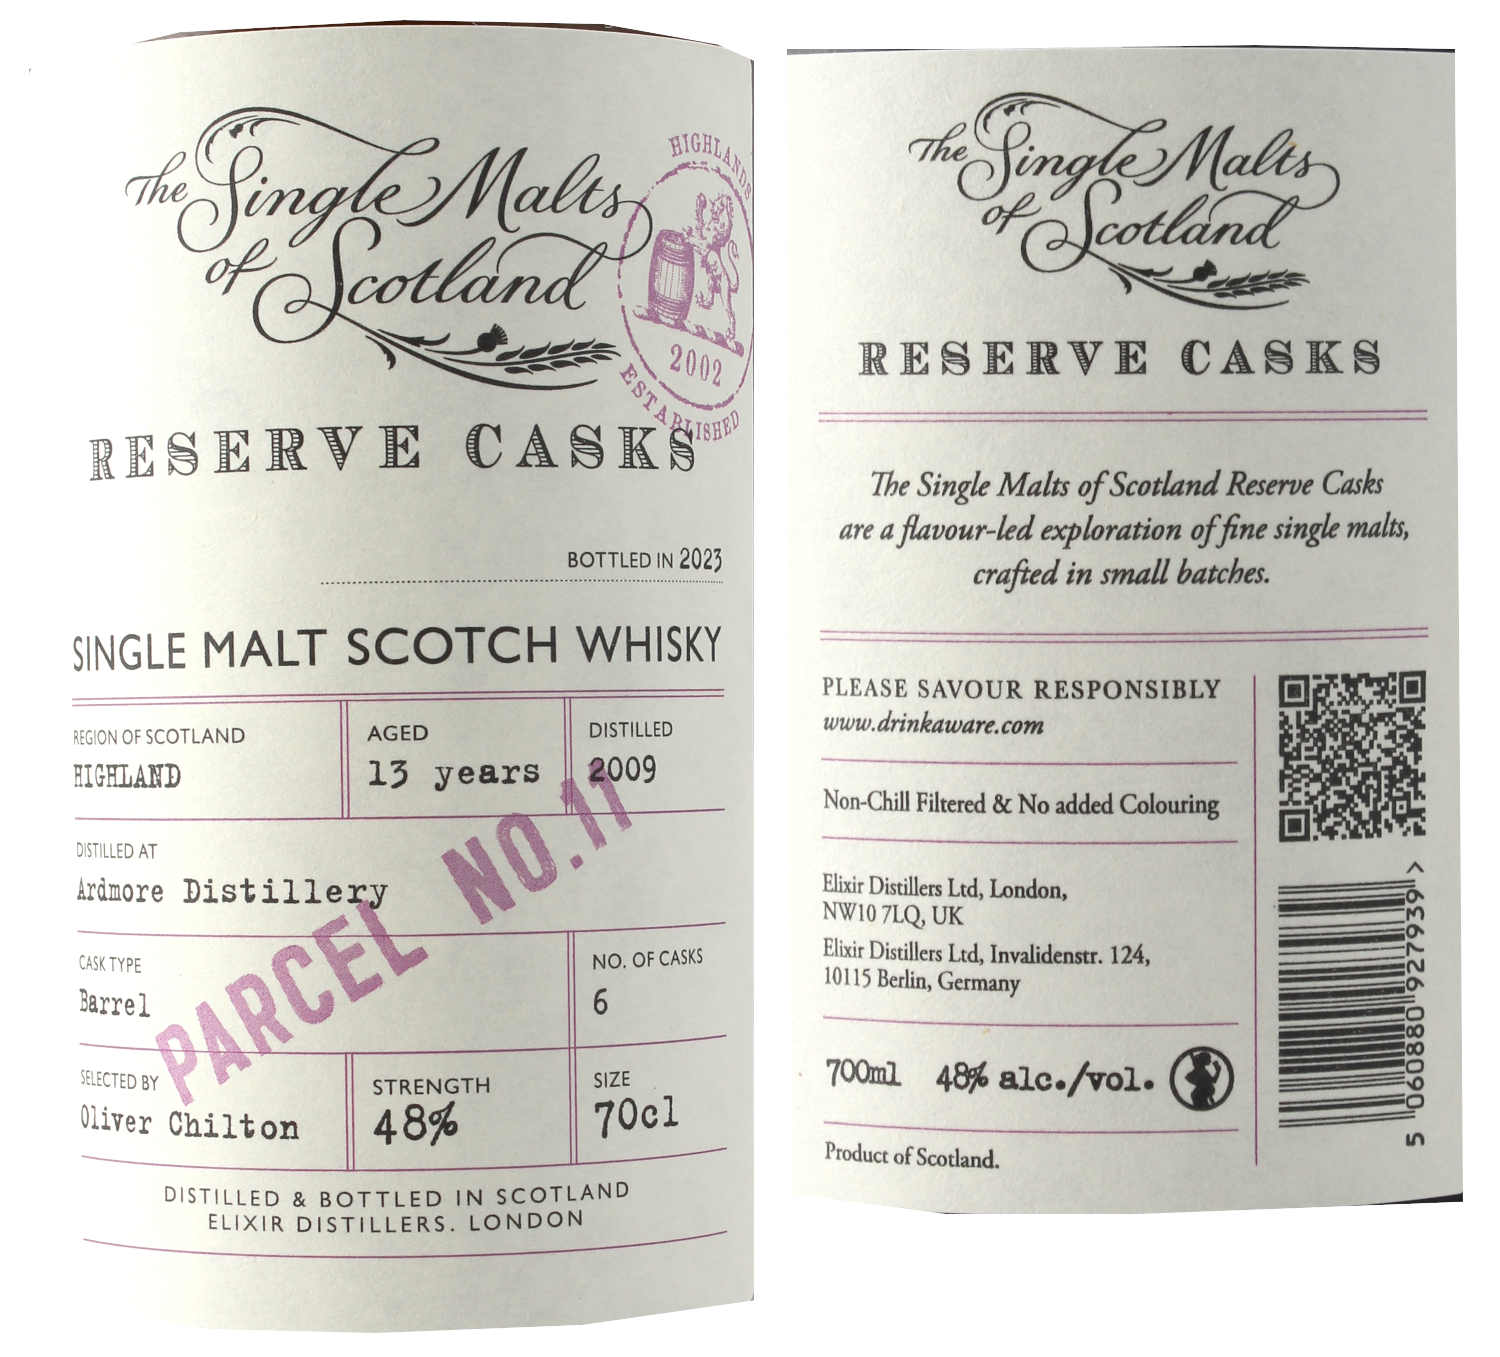 The Single Malts
of Scotland
HIGHLANDS
2002
ESTABLISHED
RESERVE CASKS
BOTTLED IN 2023
SINGLE MALT SCOTCH WHISKY
REGION OF SCOTLAND
HIGHLAND
AGED
13 years
DISTILLED
2009
DISTILLED AT
Ardmore Distillery
PARCEL NO.11
CASK TYPE
Barrel
NO. OF CASKS
6
SELECTED BY
Oliver Chilton
STRENGTH
48%
SIZE
70cl
DISTILLED & BOTTLED IN SCOTLAND
ELIXIR DISTILLERS. LONDON
The Single Malts
of Scotland
RESERVE CASKS
The Single Malts of Scotland Reserve Casks
are a flavour-led exploration of fine single malts,
crafted in small batches.
PLEASE SAVOUR RESPONSIBLY
www.drinkaware.com
Non-Chill Filtered & No added Colouring
Elixir Distillers Ltd, London,
NW10 7LQ, UK
Elixir Distillers Ltd, Invalidenstr. 124,
10115 Berlin, Germany
700ml 48% alc./vol.
Product of Scotland.
5 060880 927939 >